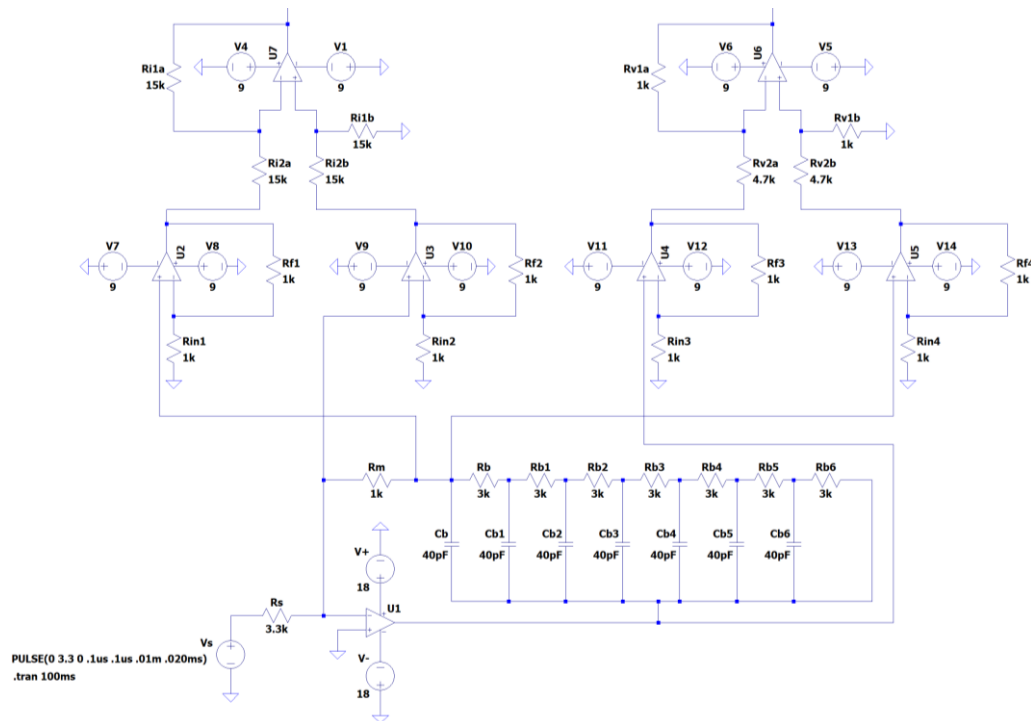 V4
9
U7
V1
9
Ri1a
15k
Ri1b
15k
Ri2a
15k
Ri2b
15k
V6
9
U6
V5
9
Rv1a
1k
Rv1b
1k
Rv2a
4.7k
Rv2b
4.7k
V7
9
U2
V8
9
Rf1
1k
Rin1
1k
V9
9
U3
V10
9
Rf2
1k
Rin2
1k
V11
9
U4
V12
9
Rf3
1k
Rin3
1k
V13
9
U5
V14
9
Rf4
1k
Rin4
1k
Rm
1k
Rb
3k
Rb1
3k
Rb2
3k
Rb3
3k
Rb4
3k
Rb5
3k
Rb6
3k
Cb
40pF
Cb1
40pF
Cb2
40pF
Cb3
40pF
Cb4
40pF
Cb5
40pF
Cb6
40pF
V+
18
U1
V-
18
Rs
3.3k
Vs
PULSE(0 3.3 0 .1us .1us .01m .020ms)
.tran 100ms